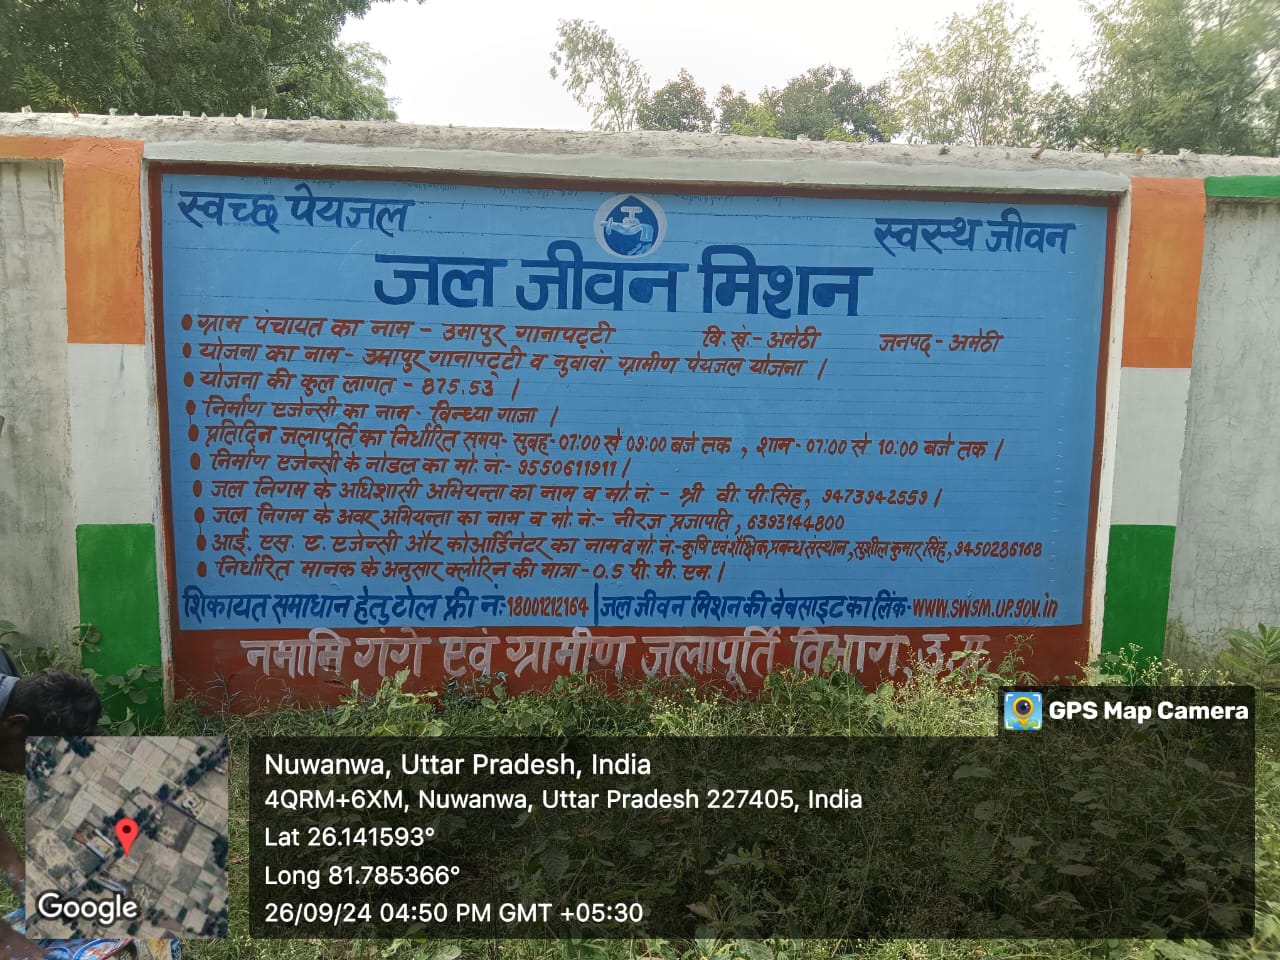 स्वच्छ पेयजल
स्वस्थ जीवन
जल जीवन मिशन
• ग्राम पंचायत का नाम - उमापुर गानापट्टी वि. खं:- अमेठी जनपद - अमेठी
• योजना का नाम - उमापुर गानापट्टी व नुवावां ग्रामीण पेयजल योजना ।
• योजना की कुल लागत - 875.53 ।
• निर्माण एजेन्सी का नाम - विन्ध्या गाजा ।
• प्रतिदिन जलापूर्ति का निर्धारित समय- सुबह-07:00 से 09:00 बजे तक , शाम - 07:00 से 10:00 बजे तक ।
• निर्माण एजेन्सी के नोडल का मो. नं:- 9550611911 ।
• जल निगम के अधिशासी अभियन्ता का नाम व मो. नं. - श्री वी. पी. सिंह, 9473942559 ।
• जल निगम के अवर अभियन्ता का नाम व मो. नं:- नीरज प्रजापति , 6393144800
• आई. एस. ए. एजेन्सी और कोआर्डिनेटर का नाम व मो. नं.-कृषि एवं शैक्षिक प्रबन्ध संस्थान ,सुशील कुमार सिंह, 9450286168
• निर्धारित मानक के अनुसार क्लोरिन की मात्रा - 0.5 पी. पी. एम. ।
शिकायत समाधान हेतु टोल फ्री नं:-18001212164 | जल जीवन मिशन की वेबसाइट का लिंक- www.swsm.up.gov.in
नमामि गंगे एवं ग्रामीण जलापूर्ति विभाग, उ.प्र.
GPS Map Camera
Nuwanwa, Uttar Pradesh, India
4QRM+6XM, Nuwanwa, Uttar Pradesh 227405, India
Lat 26.141593°
Long 81.785366°
26/09/24 04:50 PM GMT +05:30
Google